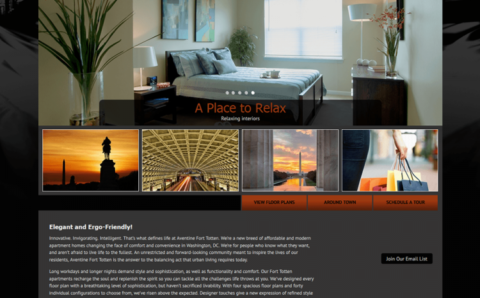 A Place to Relax
Relaxing Interiors
VIEW FLOOR PLANS
AROUND TOWN
SCHEDULE A TOUR
Elegant and Ergo-Friendly!
Innovative. Invigorating. Intelligent. That's what defines life at Aventine Fort Totten. We're a new breed of affordable and modern
apartment homes changing the face of comfort and convenience in Washington, DC. We're for people who know what they want,
and aren't afraid to live life to the fullest. An unrestricted and forward-looking community meant to inspire the lives of our
residents, Aventine Fort Totten is the answer to the balancing act that urban living requires today.
Join Our Email List
Long workdays and longer nights demand style and sophistication, as well as functionality and comfort. Our Fort Totten
apartments recharge the soul and replenish the spirit so you can tackle all the challenges life throws at you. We've designed every
floor plan with a breathtaking level of sophistication, but haven't sacrificed livability. With four spacious floor plans and forty
individual configurations to choose from, we've risen above the expected. Designer touches give a new expression of refined style